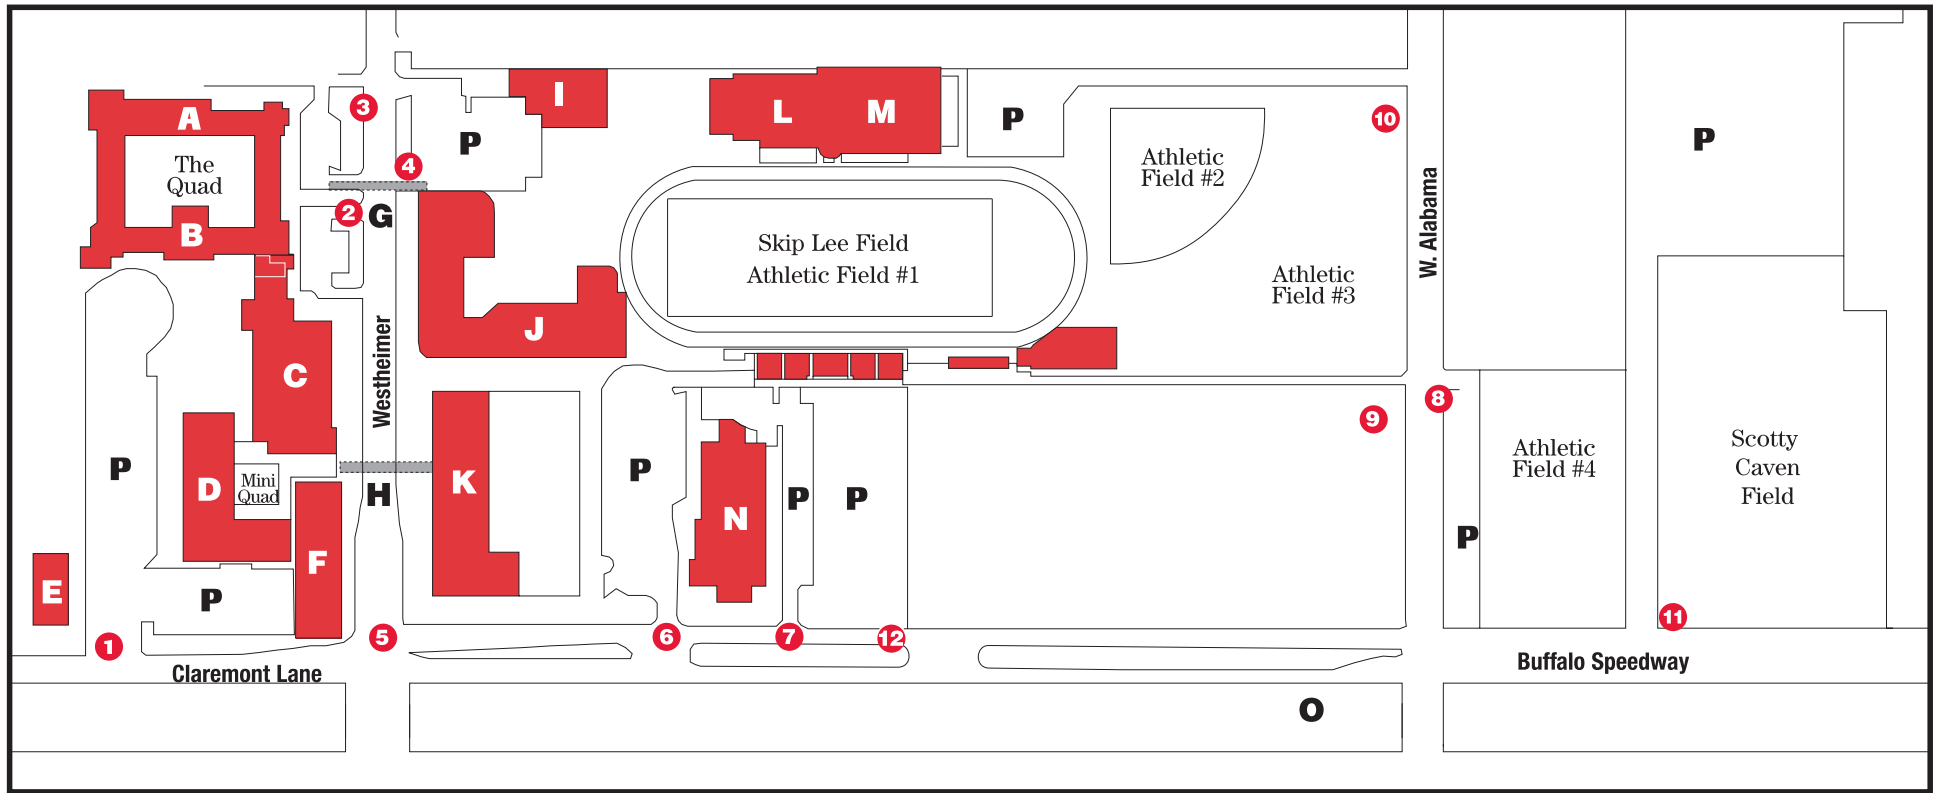 A
The
Quad
B
3
4
2
G
P
I
L
M
P
Athletic
Field #2
10
P
W. Alabama
Skip Lee Field
Athletic Field #1
Athletic
Field #3
J
Westheimer
C
P
D
Mini
Quad
H
K
P
N
P
P
9
8
Athletic
Field #4
P
Scotty
Caven
Field
E
P
F
1
5
6
7
12
11
Claremont Lane
Buffalo Speedway
O